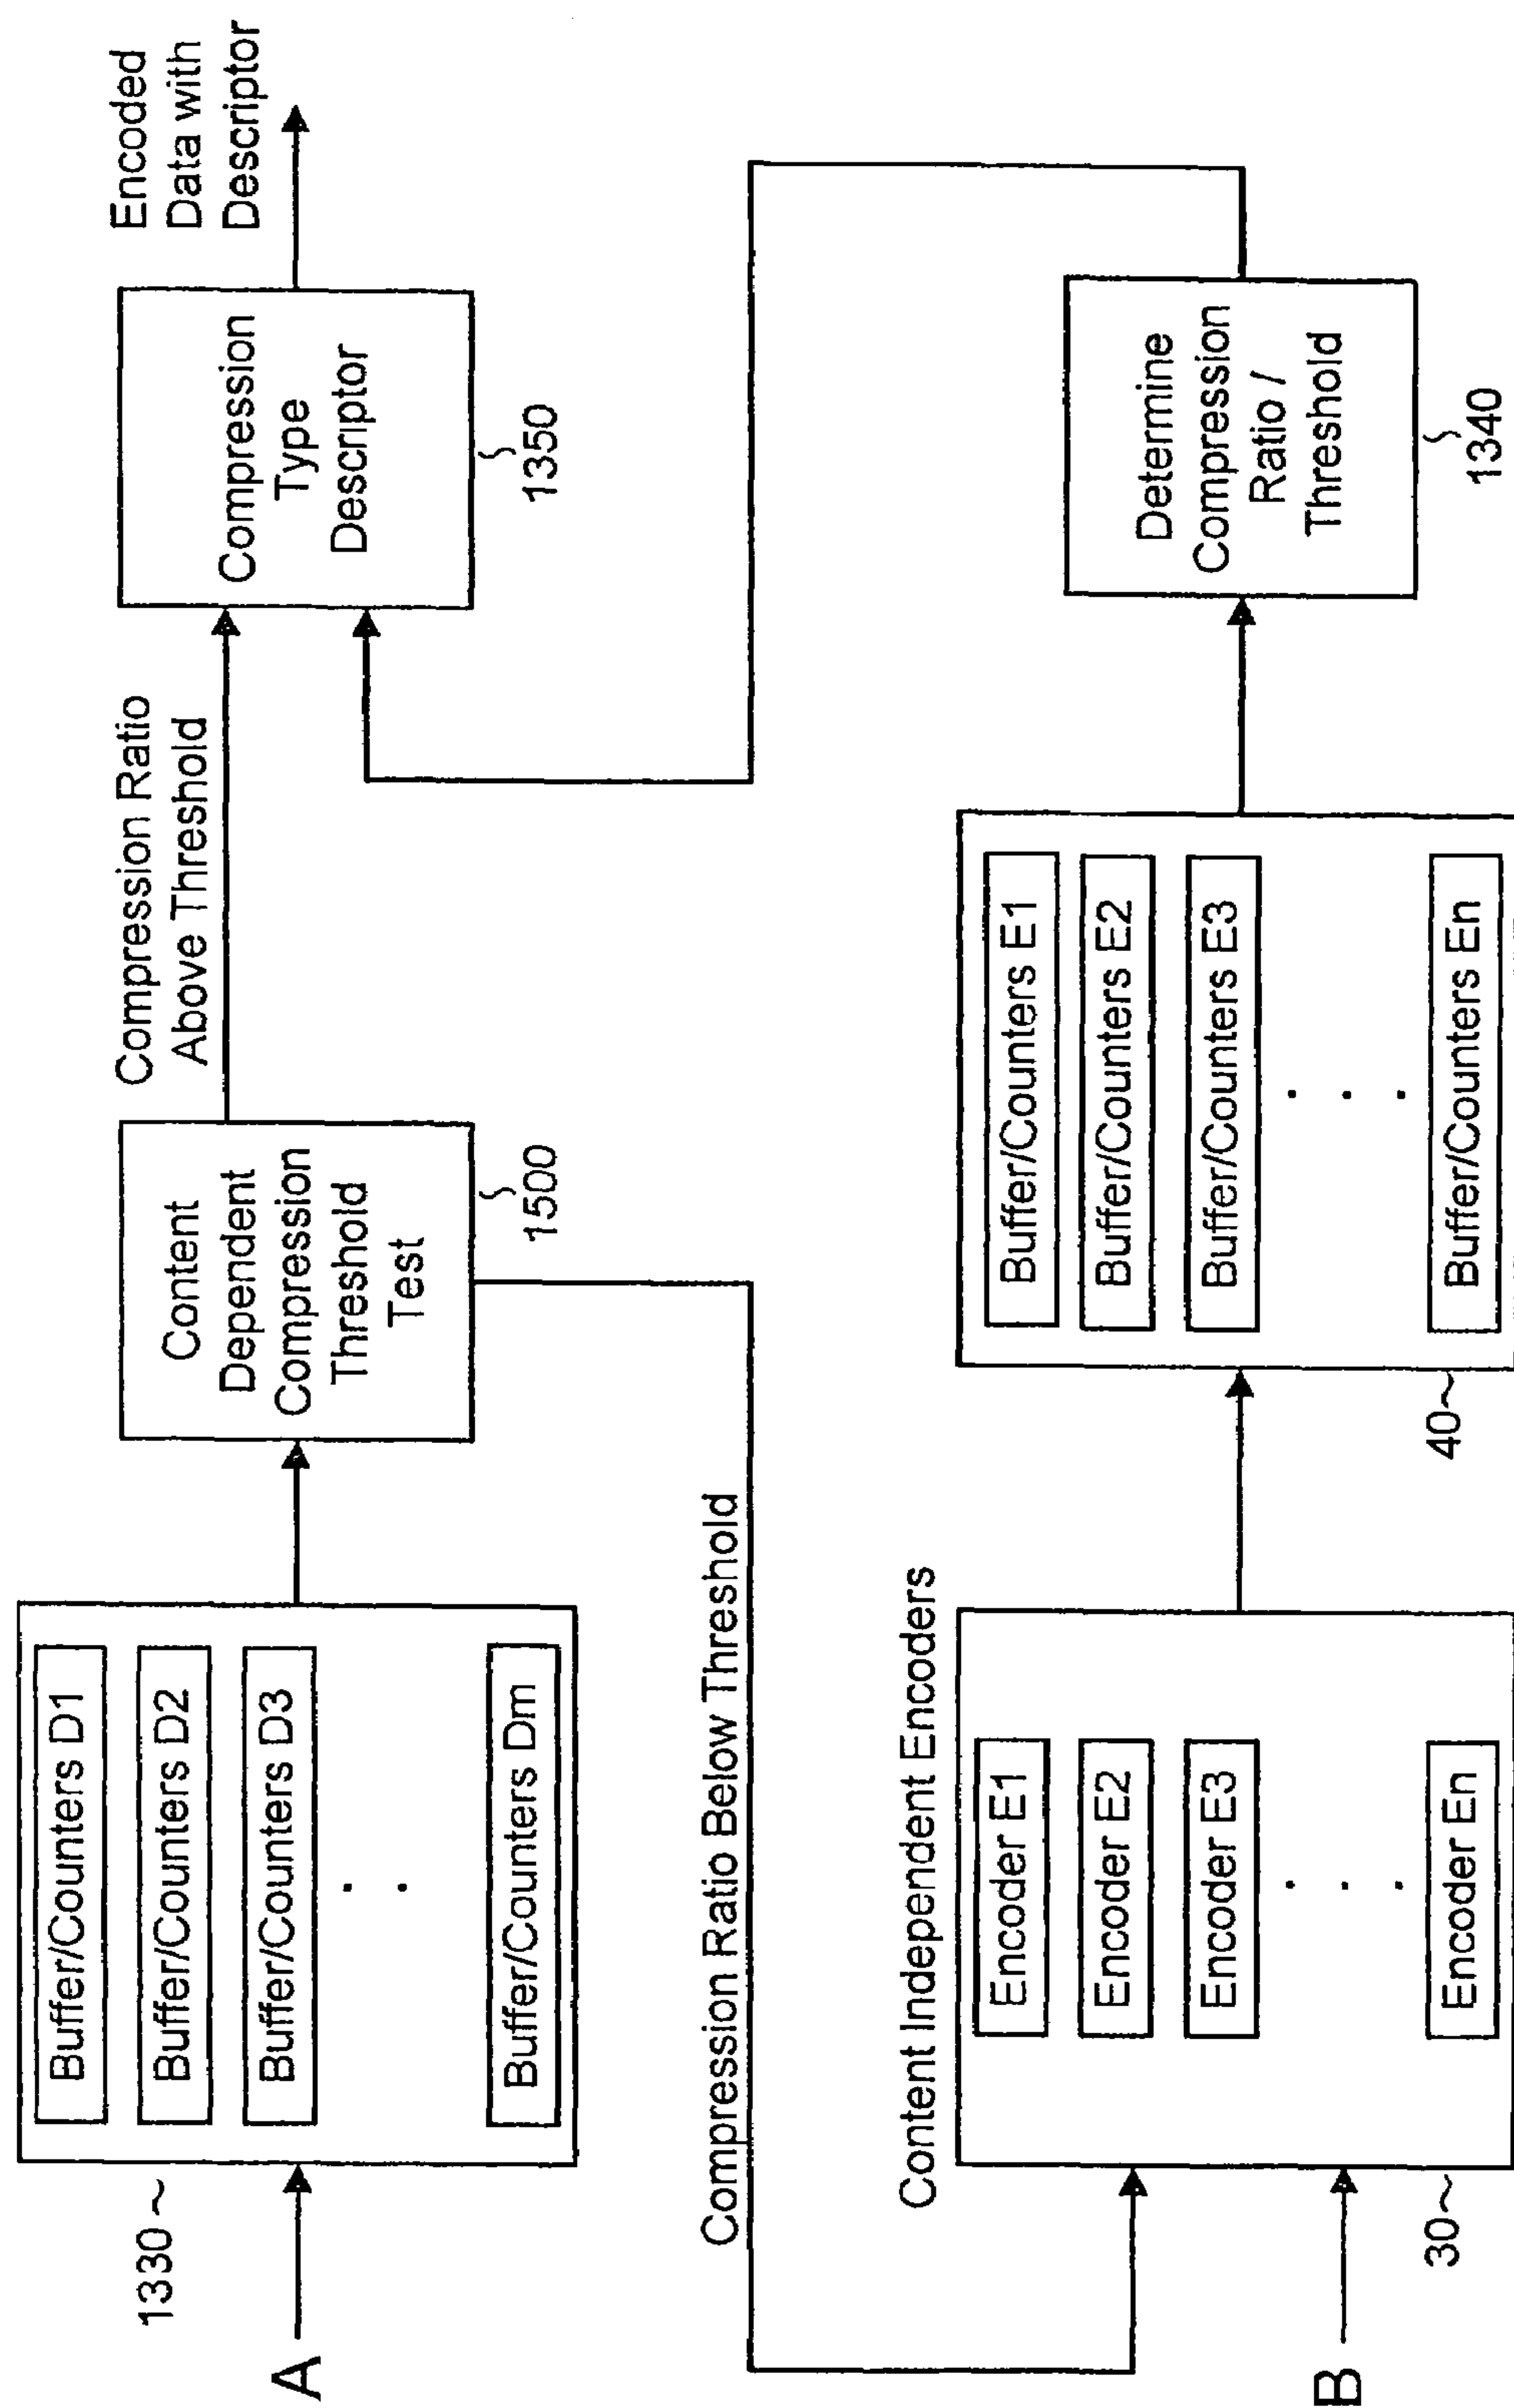 A
1330
Buffer/Counters D1
Buffer/Counters D2
Buffer/Counters D3
Buffer/Counters Dm
Content
Dependent
Compression
Threshold
Test
1500
Compression Ratio
Above Threshold
Compression
Type
Descriptor
1350
Encoded
Data with
Descriptor
Compression Ratio Below Threshold
Content Independent Encoders
B
30
Encoder E1
Encoder E2
Encoder E3
Encoder En
40
Buffer/Counters E1
Buffer/Counters E2
Buffer/Counters E3
Buffer/Counters En
Determine
Compression
Ratio /
Threshold
1340